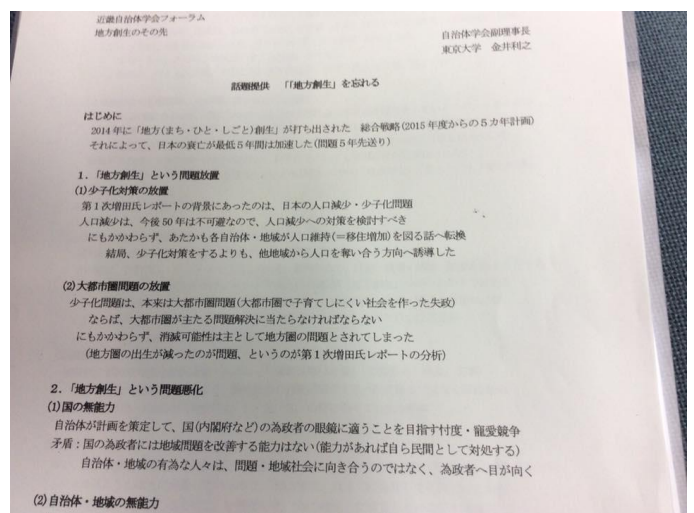 近畿自治体学会フォーラム
地方創生のその先
自治体学会副理事長
東京大学　金井利之
話題提供　「「地方創生」を忘れる
はじめに
2014年に「地方(まち・ひと・しごと)創生」が打ち出された　総合戦略(2015年度からの5カ年計画)
それによって、日本の衰亡が最低5年間は加速した(問題5年先送り)
1．「地方創生」という問題放置
(1)少子化対策の放置
第1次増田氏レポートの背景にあったのは、日本の人口減少・少子化問題
人口減少は、今後50年は不可避なので、人口減少への対策を検討すべき
にもかかわらず、あたかも各自治体・地域が人口維持(＝移住増加)を図る話へ転換
結局、少子化対策をするよりも、他地域から人口を奪い合う方向へ誘導した
(2)大都市圏問題の放置
少子化問題は、本来は大都市圏問題(大都市圏で子育てしにくい社会を作った失政)
ならば、大都市圏が主たる問題解決に当たらなければならない
にもかかわらず、消滅可能性は主として地方圏の問題とされてしまった
(地方圏の出生が減ったのが問題、というのが第1次増田氏レポートの分析)
2．「地方創生」という問題悪化
(1)国の無能力
自治体が計画を策定して、国(内閣府など)の為政者の眼鏡に適うことを目指す忖度・寵愛競争
矛盾：国の為政者には地域問題を改善する能力はない(能力があれば自ら民間として対処する)
自治体・地域の有為な人々は、問題・地域社会に向き合うのではなく、為政者へ目が向く
(2)自治体・地域の無能力